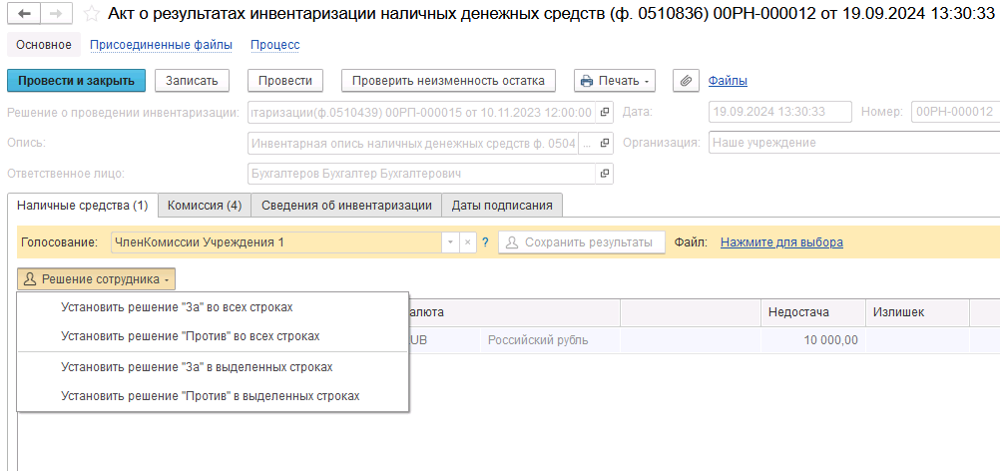 Акт о результатах инвентаризации наличных денежных средств (ф. 0510836) 00РН-000012 от 19.09.2024 13:30:33
Основное Присоединенные файлы Процесс
Провести и закрыть Записать Провести Проверить неизменность остатка Печать Файлы
Решение о проведении инвентаризации: таризации(ф.0510439) 00РП-000015 от 10.11.2023 12:00:00 Дата: 19.09.2024 13:30:33 Номер: 00РН-000012
Опись: Инвентарная опись наличных денежных средств ф. 0504 ... Организация: Наше учреждение
Ответственное лицо: Бухгалтеров Бухгалтер Бухгалтерович
Наличные средства (1) Комиссия (4) Сведения об инвентаризации Даты подписания
Голосование: ЧленКомиссии Учреждения 1 ? Сохранить результаты Файл: Нажмите для выбора
Решение сотрудника
Установить решение "За" во всех строках
Установить решение "Против" во всех строках
Установить решение "За" в выделенных строках
Установить решение "Против" в выделенных строках
алюта Недостача Излишек
UB Российский рубль 10 000,00